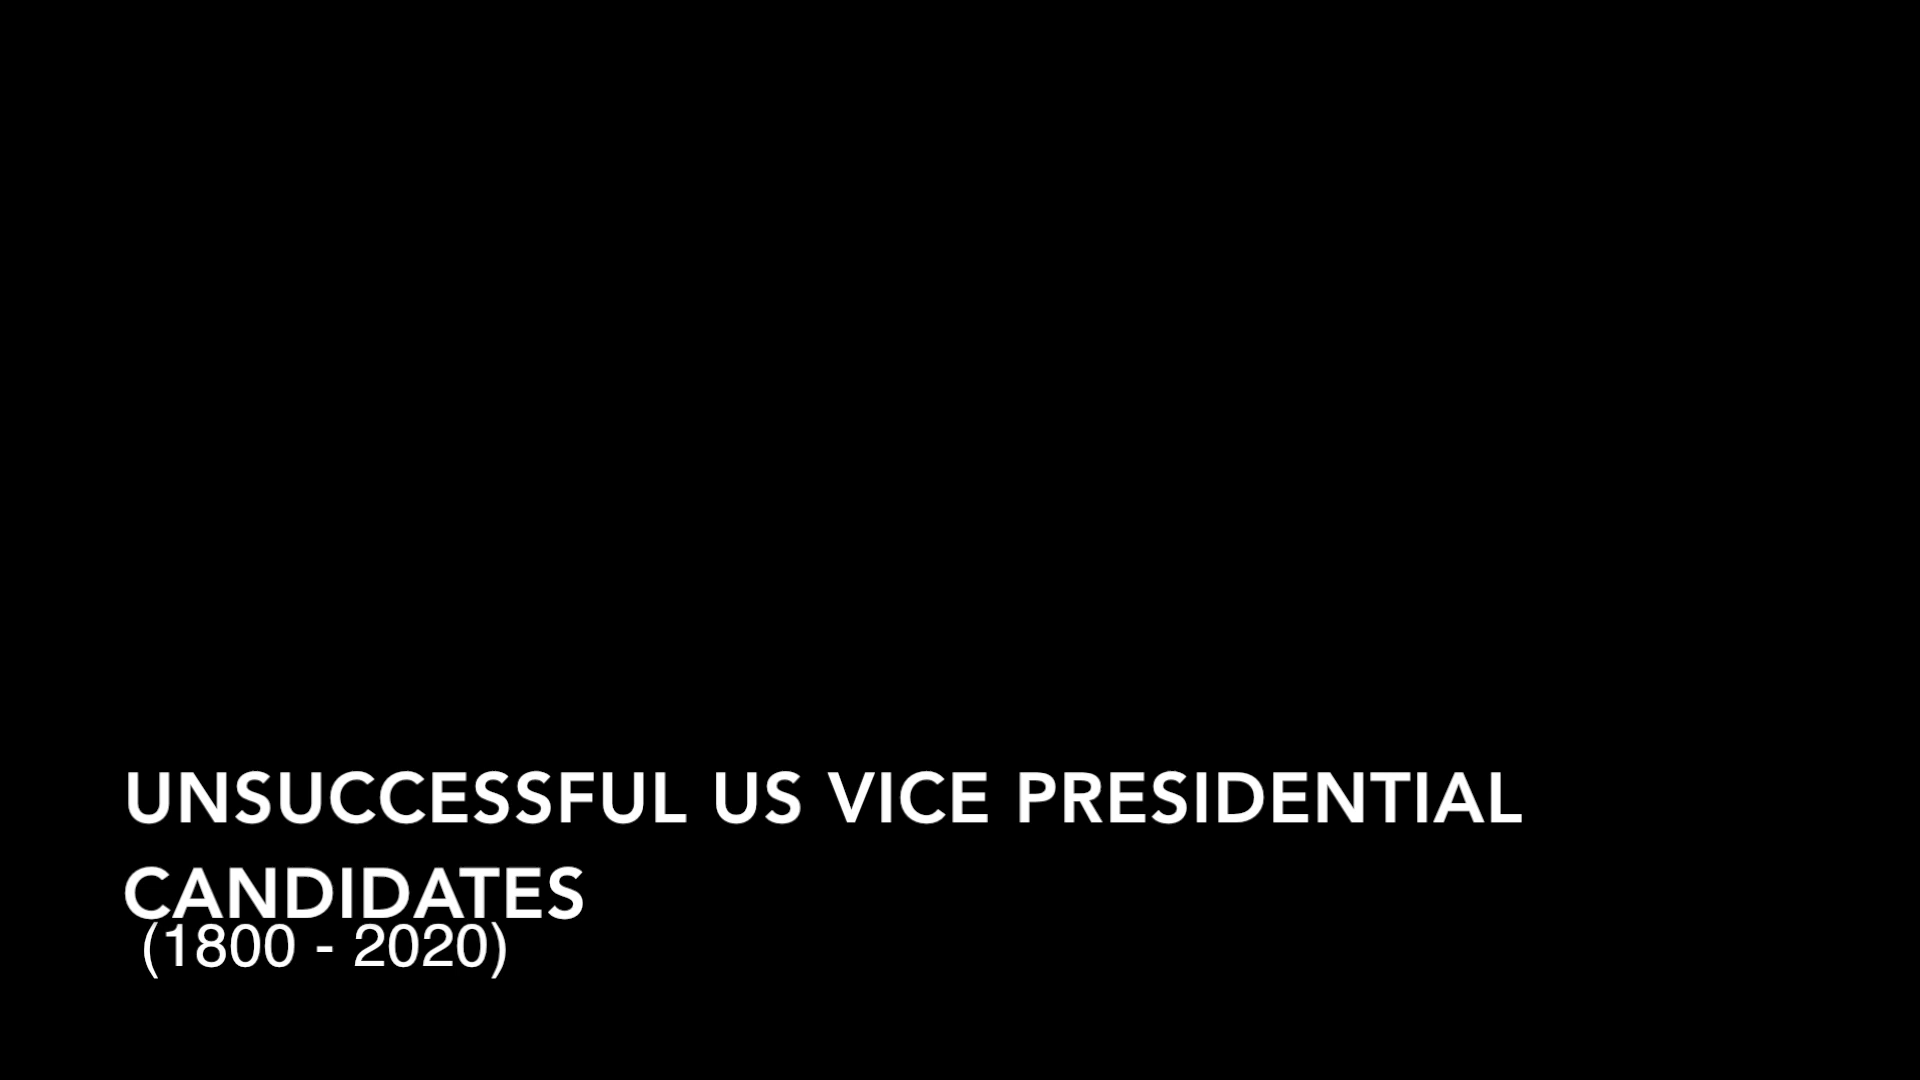 UNSUCCESSFUL US VICE PRESIDENTIAL
CANDIDATES
(1800 - 2020)